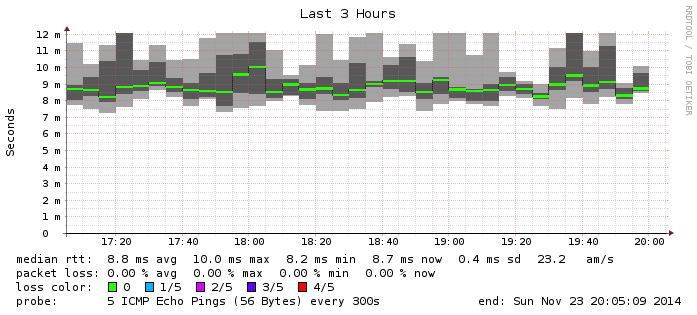 Last 3 Hours
RRDTOOL / TOBI OETIKER
Seconds
12 m
11 m
10 m
9 m
8 m
7 m
6 m
5 m
4 m
3 m
2 m
1 m
0
17:20 17:40 18:00 18:20 18:40 19:00 19:20 19:40 20:00
median rtt: 8.8 ms avg 10.0 ms max 8.2 ms min 8.7 ms now 0.4 ms sd 23.2 am/s
packet loss: 0.00 % avg 0.00 % max 0.00 % min 0.00 % now
loss color: 0 1/5 2/5 3/5 4/5
probe: 5 ICMP Echo Pings (56 Bytes) every 300s end: Sun Nov 23 20:05:09 2014